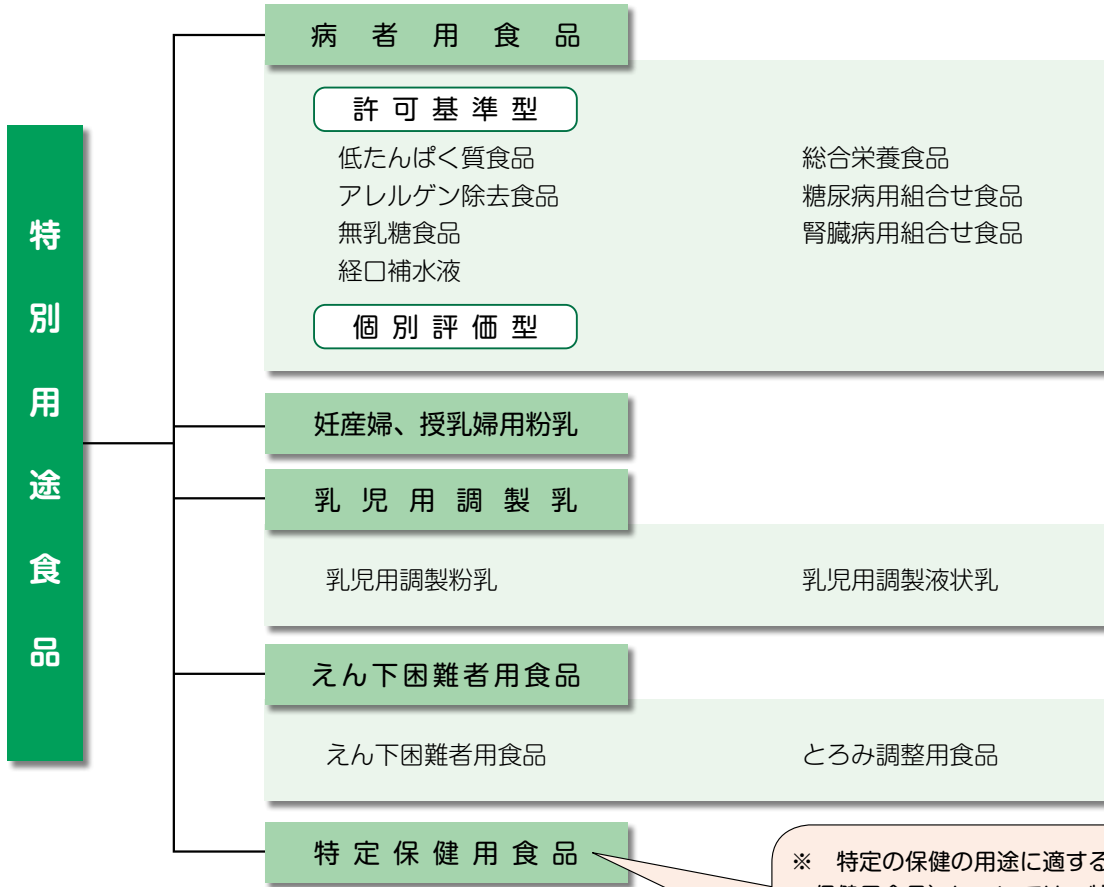 特別用途食品
病者用食品
許可基準型
低たんぱく質食品
総合栄養食品
アレルゲン除去食品
糖尿病用組合せ食品
無乳糖食品
腎臓病用組合せ食品
経口補水液
個別評価型
妊産婦、授乳婦用粉乳
乳児用調製乳
乳児用調製粉乳
乳児用調製液状乳
えん下困難者用食品
えん下困難者用食品
とろみ調整用食品
特定保健用食品
※ 特定の保健の用途に適する